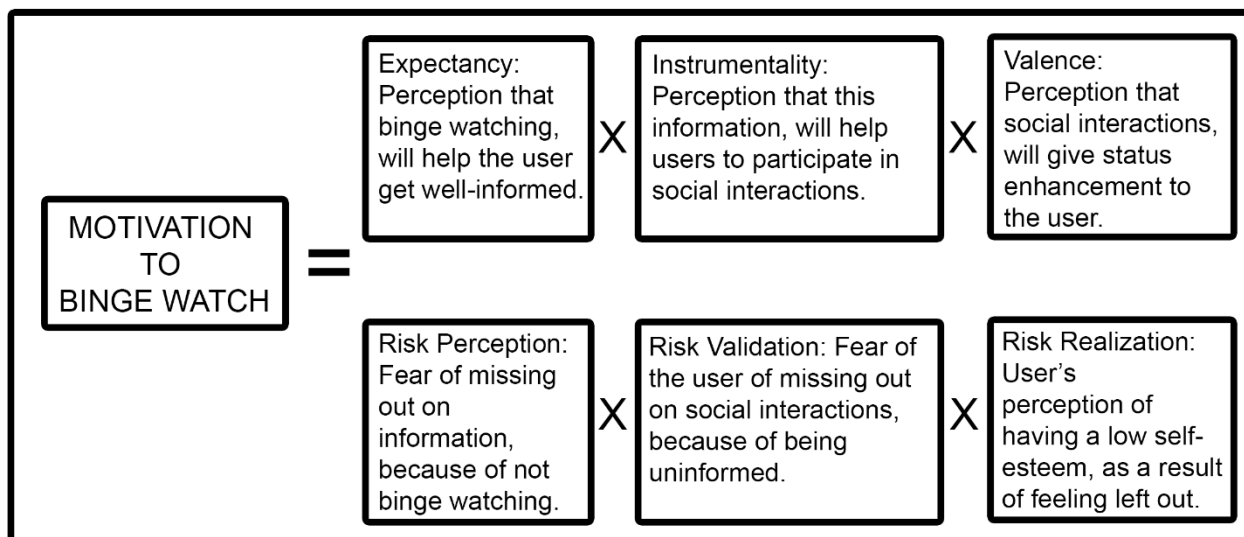 MOTIVATION
TO
BINGE WATCH
=
Expectancy:
Perception that
binge watching,
will help the user
get well-informed.
X
Instrumentality:
Perception that this
information, will help
users to participate in
social interactions.
X
Valence:
Perception that
social interactions,
will give status
enhancement to
the user.
Risk Perception:
Fear of missing
out on
information,
because of not
binge watching.
X
Risk Validation: Fear of
the user of missing out
on social interactions,
because of being
uninformed.
X
Risk Realization:
User’s
perception of
having a low self-
esteem, as a result
of feeling left out.